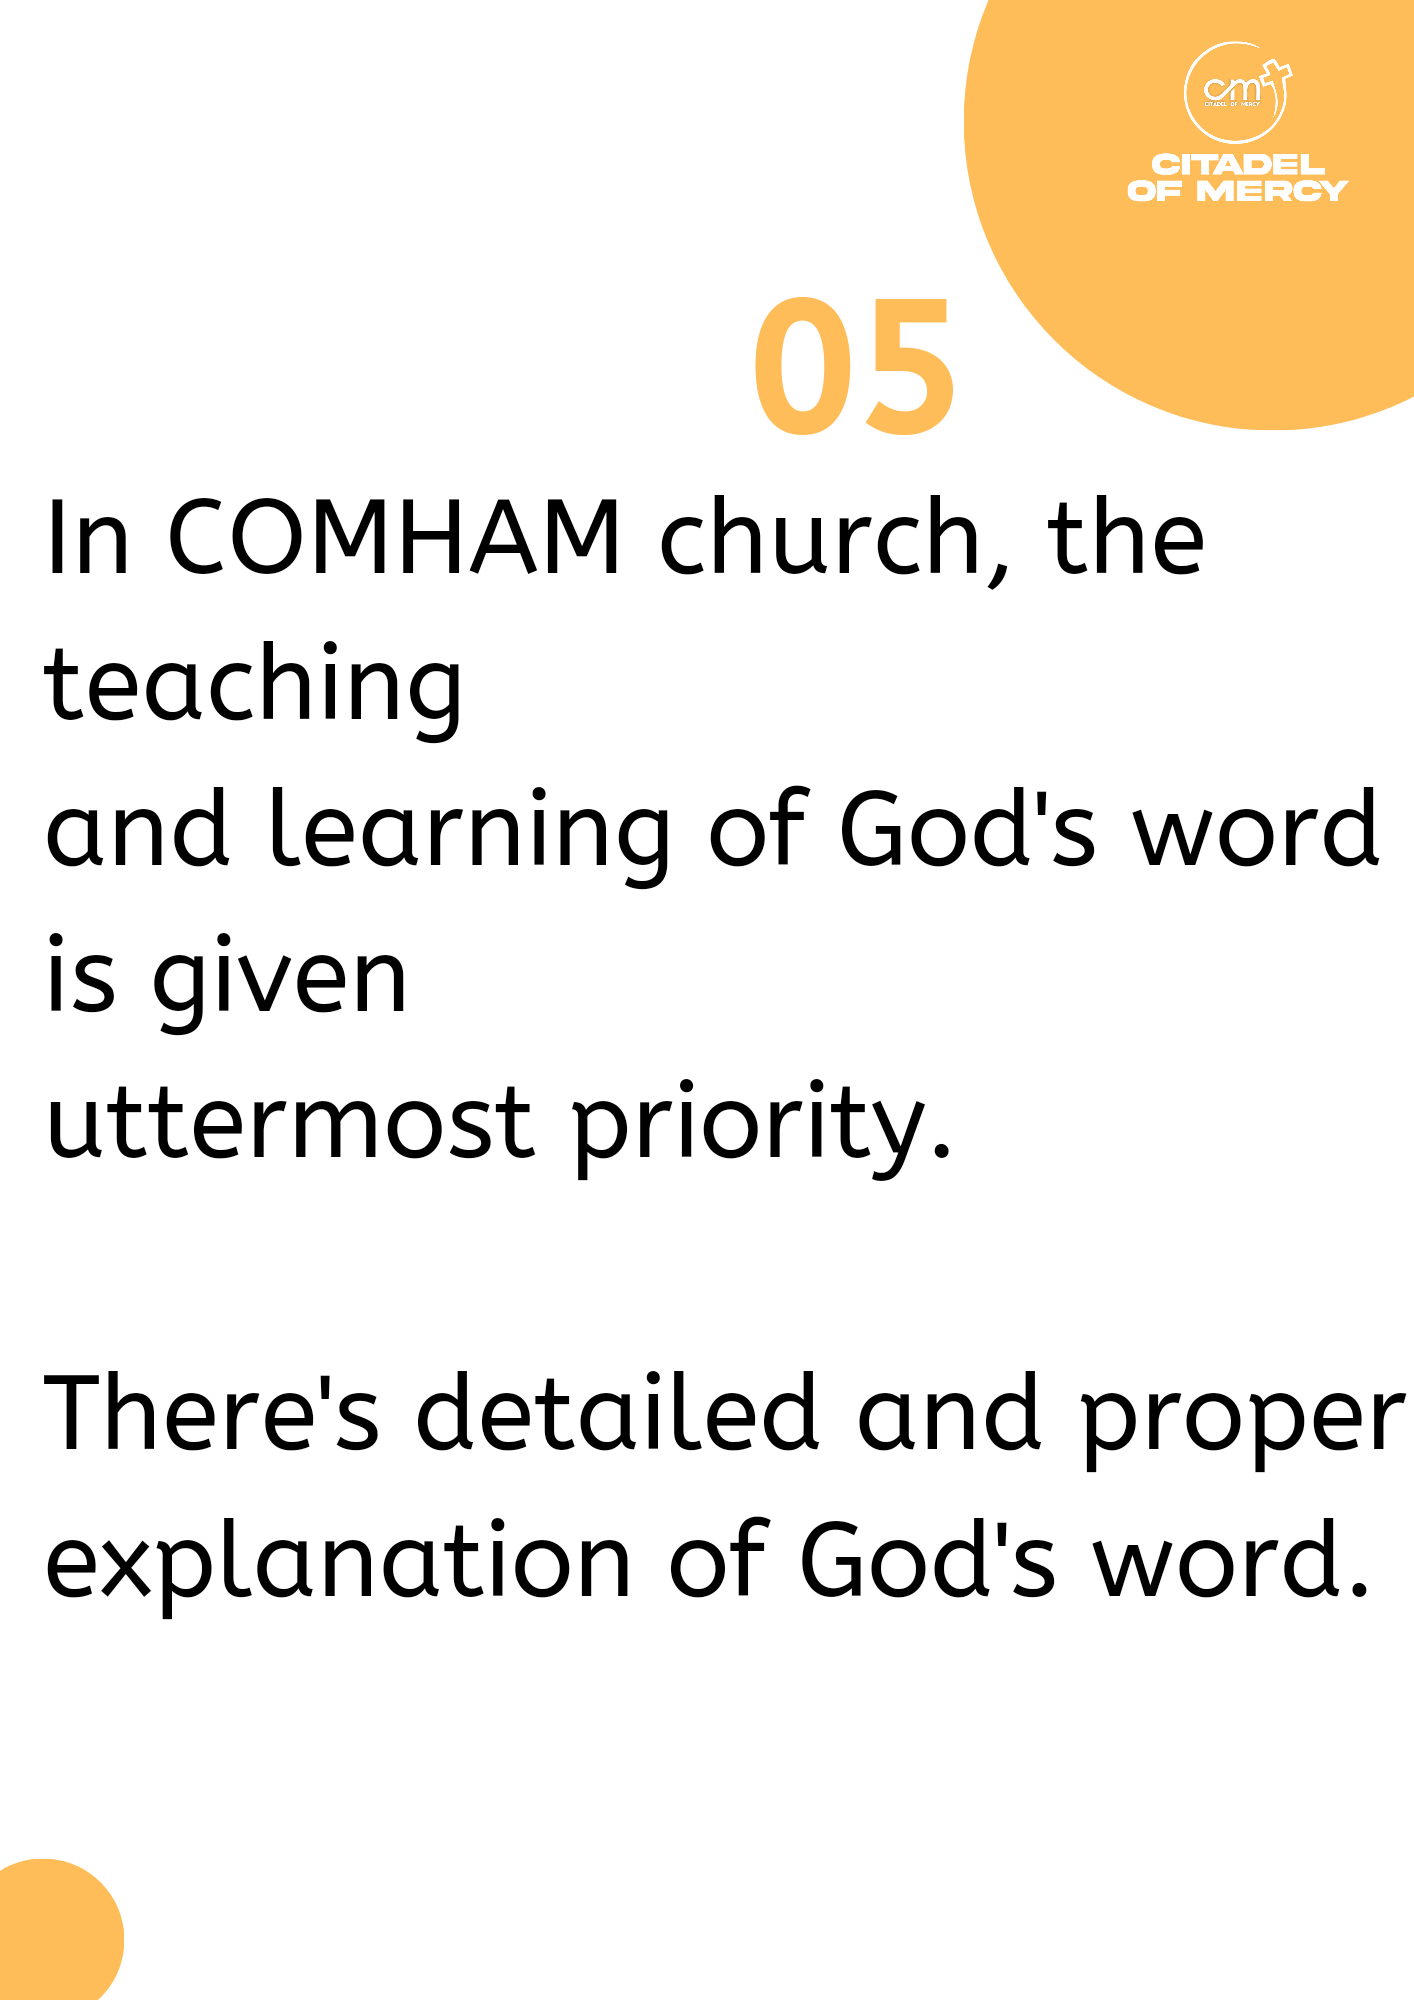 cm
CITADEL OF MERCY
CITADEL
OF MERCY
05
In COMHAM church, the
teaching
and learning of God's word
is given
uttermost priority.
There's detailed and proper
explanation of God's word.